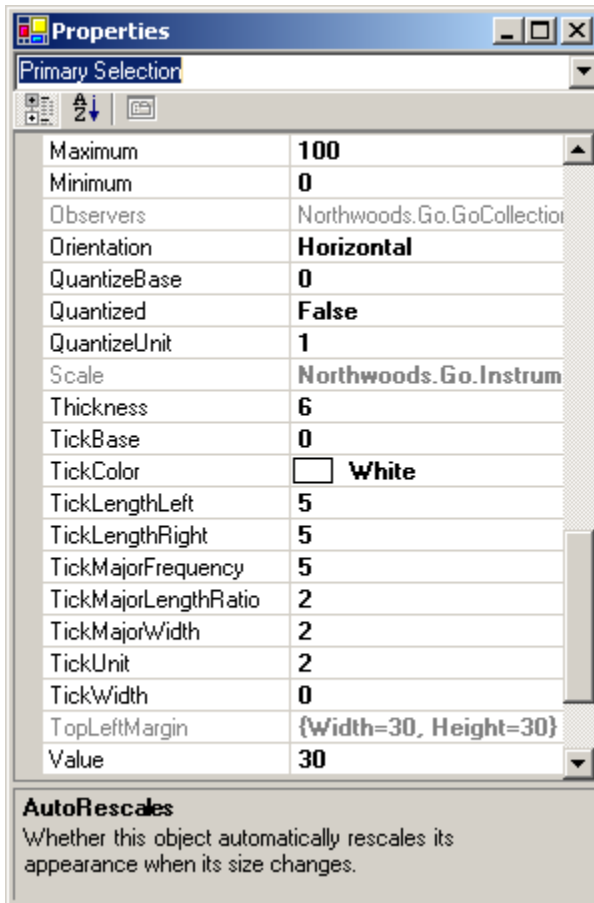 Properties
Primary Selection
A
Z
Maximum 100
Minimum 0
Observers Northwoods.Go.GoCollection
Orientation Horizontal
QuantizeBase 0
Quantized False
QuantizeUnit 1
Scale Northwoods.Go.Instrum
Thickness 6
TickBase 0
TickColor White
TickLengthLeft 5
TickLengthRight 5
TickMajorFrequency 5
TickMajorLengthRatio 2
TickMajorWidth 2
TickUnit 2
TickWidth 0
TopLeftMargin {Width=30, Height=30}
Value 30
AutoRescales
Whether this object automatically rescales its
appearance when its size changes.